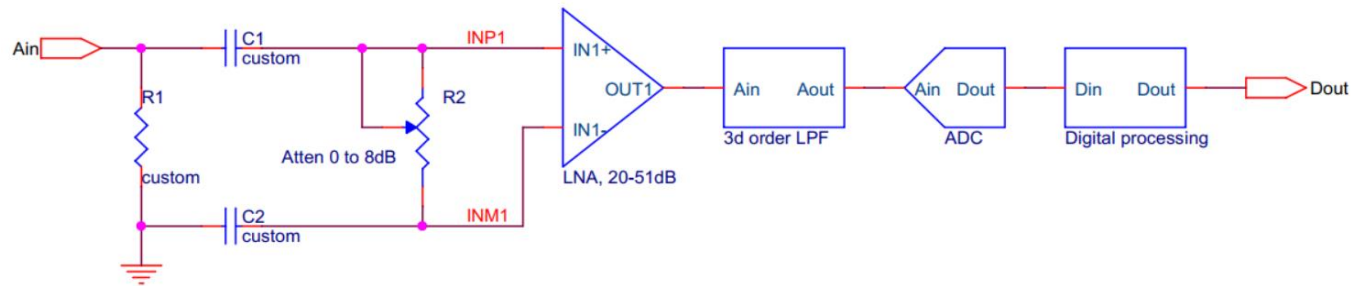 Ain
C1
custom
INP1
IN1+
R1
R2
OUT1
Ain
Aout
Ain
Dout
Din
Dout
Dout
IN1-
3d order LPF
ADC
Digital processing
Atten 0 to 8dB
custom
LNA, 20-51dB
C2
custom
INM1